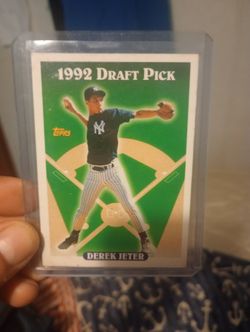 1992 DRAFT PICK
NY
Topps
DEREK JETER